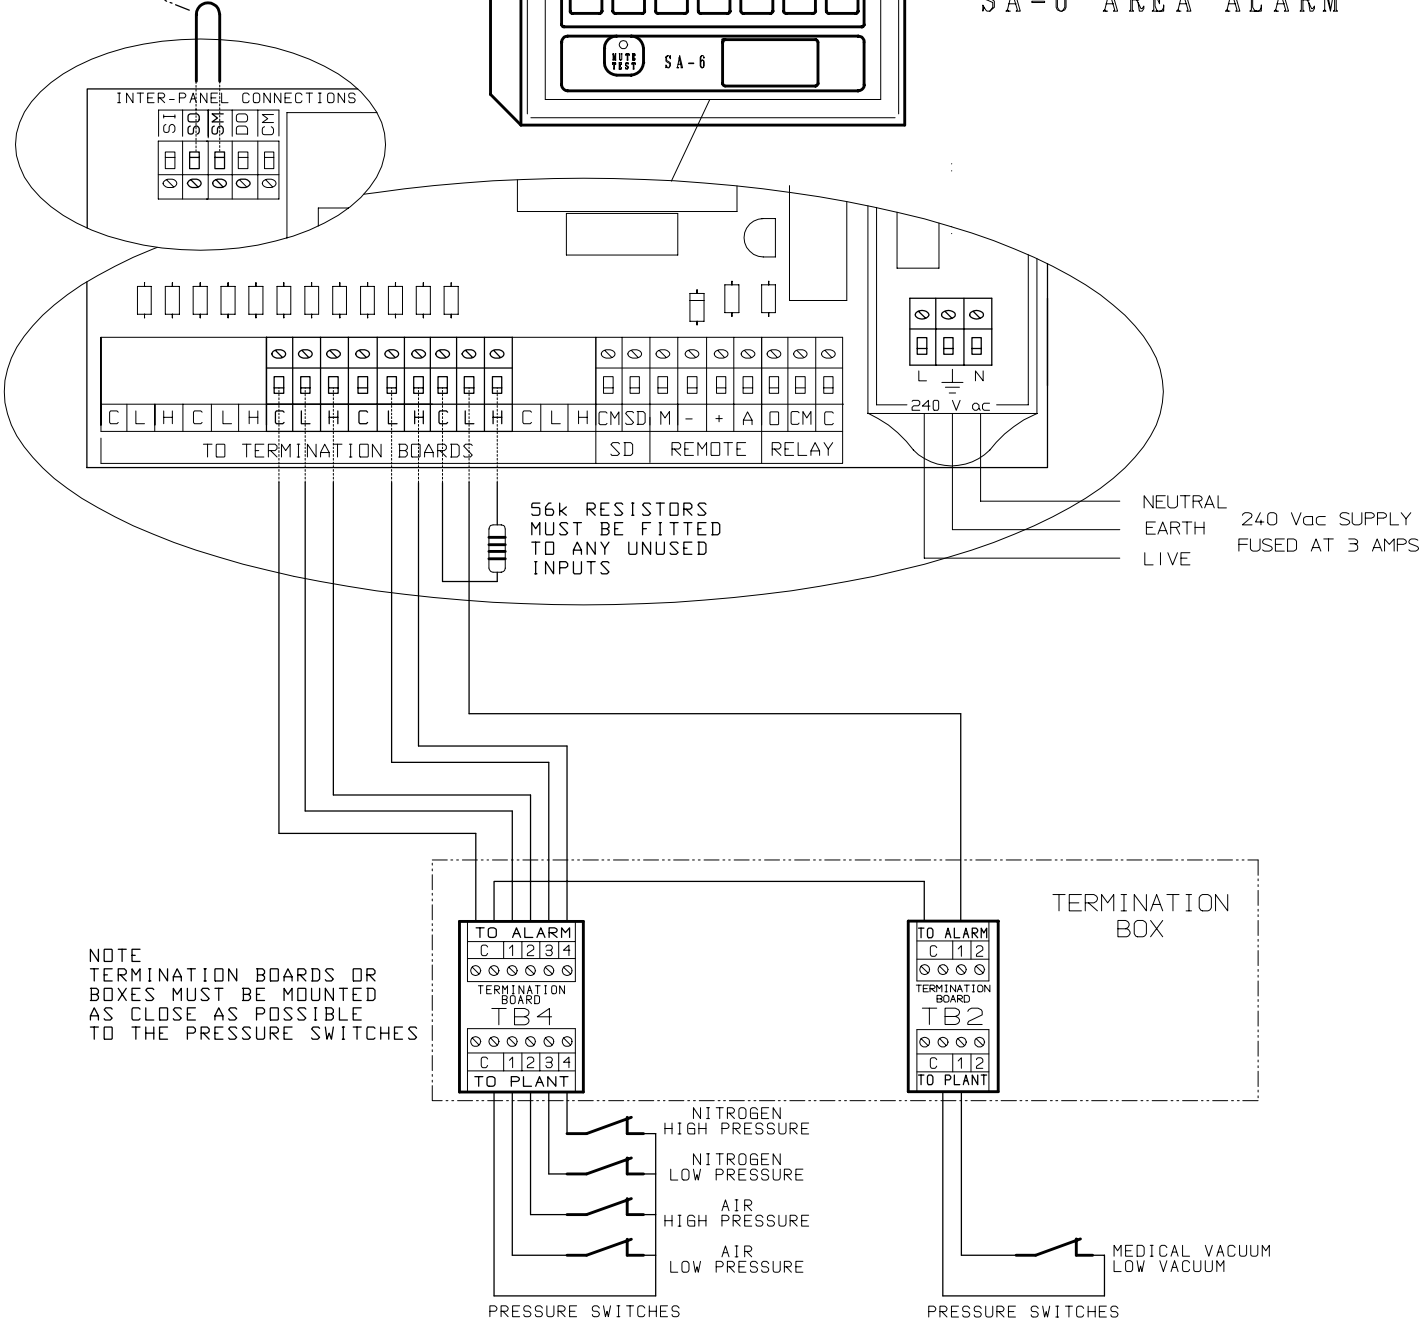 SA-6 AREA ALARM
MUTE
TEST
SA-6
INTER-PANEL CONNECTIONS
SI SO SM DO CM
L N
240 V ac
C L H C L H C L H C L H C L H C L H CM SD M - + A O CM C
TO TERMINATION BOARDS SD REMOTE RELAY
56k RESISTORS
MUST BE FITTED
TO ANY UNUSED
INPUTS
NEUTRAL
EARTH
LIVE
240 Vac SUPPLY
FUSED AT 3 AMPS
TERMINATION
BOX
TO ALARM
C 1 2 3 4
TERMINATION
BOARD
TB4
C 1 2 3 4
TO PLANT
TO ALARM
C 1 2
TERMINATION
BOARD
TB2
C 1 2
TO PLANT
NOTE
TERMINATION BOARDS OR
BOXES MUST BE MOUNTED
AS CLOSE AS POSSIBLE
TO THE PRESSURE SWITCHES
NITROGEN
HIGH PRESSURE
NITROGEN
LOW PRESSURE
AIR
HIGH PRESSURE
AIR
LOW PRESSURE
MEDICAL VACUUM
LOW VACUUM
PRESSURE SWITCHES
PRESSURE SWITCHES